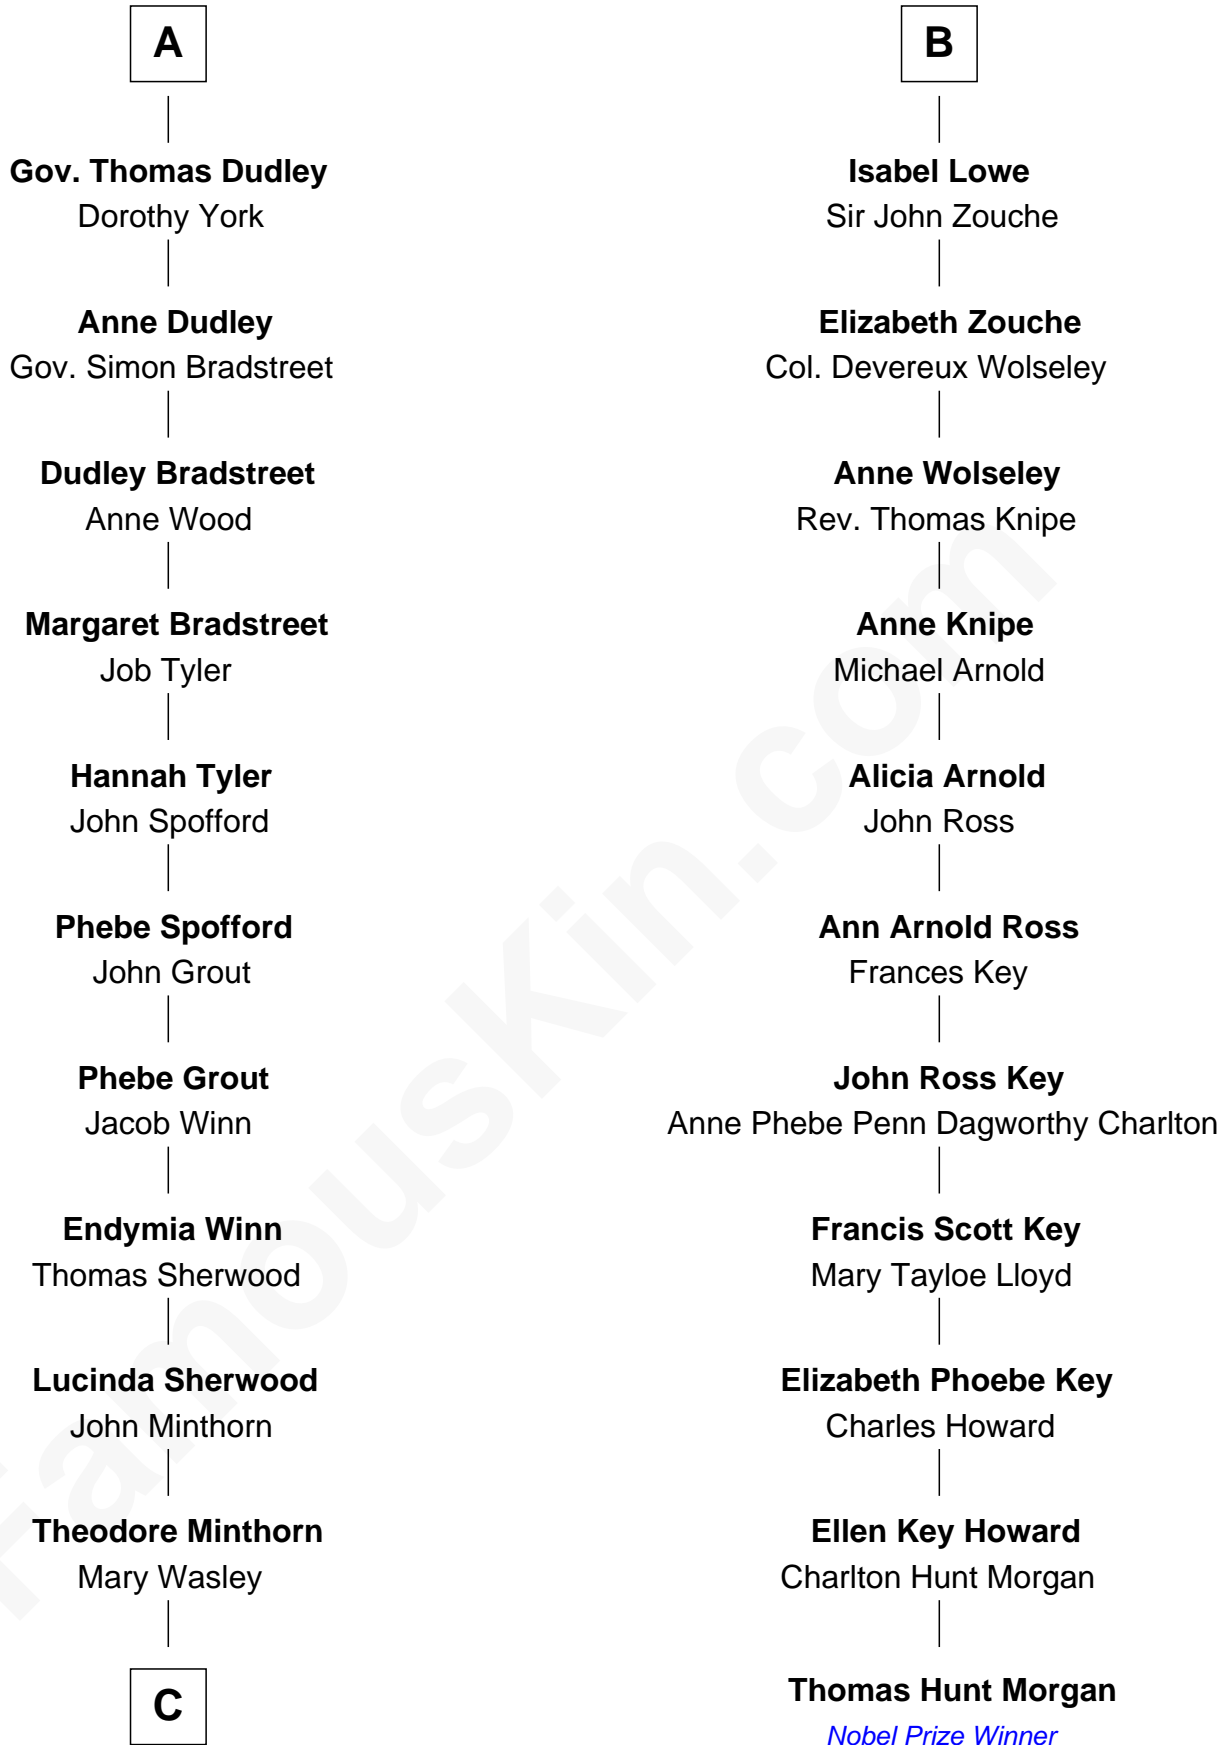 A
Gov. Thomas Dudley
Dorothy York
Anne Dudley
Gov. Simon Bradstreet
Dudley Bradstreet
Anne Wood
Margaret Bradstreet
Job Tyler
Hannah Tyler
John Spofford
Phebe Spofford
John Grout
Phebe Grout
Jacob Winn
Endymia Winn
Thomas Sherwood
Lucinda Sherwood
John Minthorn
Theodore Minthorn
Mary Wasley
C
B
Isabel Lowe
Sir John Zouche
Elizabeth Zouche
Col. Devereux Wolseley
Anne Wolseley
Rev. Thomas Knipe
Anne Knipe
Michael Arnold
Alicia Arnold
John Ross
Ann Arnold Ross
Frances Key
John Ross Key
Anne Phebe Penn Dagworthy Charlton
Francis Scott Key
Mary Tayloe Lloyd
Elizabeth Phoebe Key
Charles Howard
Ellen Key Howard
Charlton Hunt Morgan
Thomas Hunt Morgan
Nobel Prize Winner
FamousKin.com